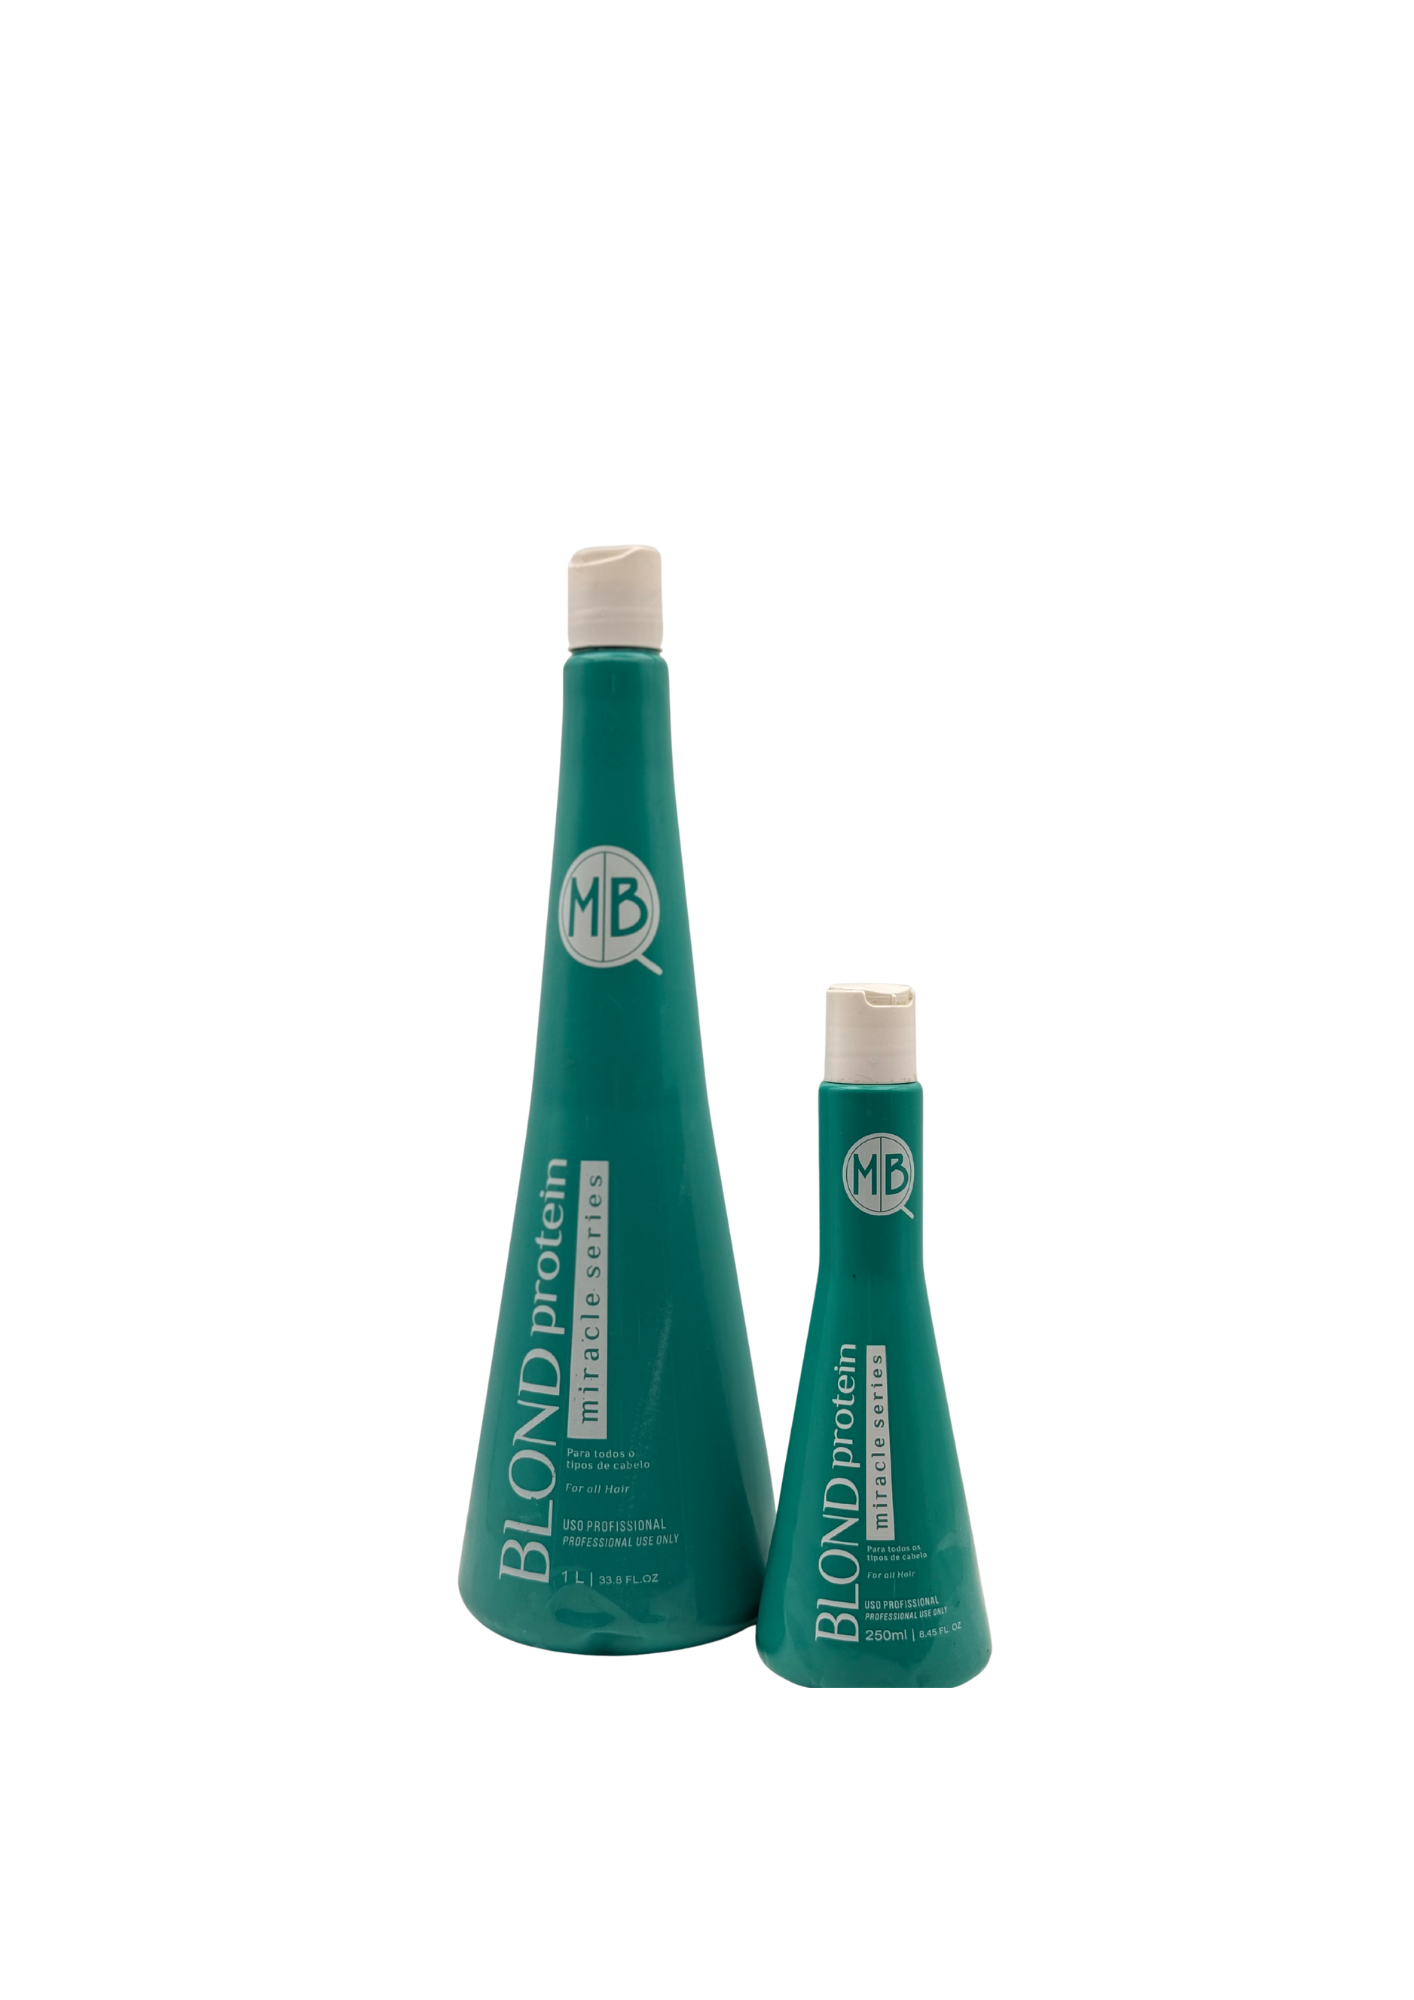 MB
BLOND protein
miracle series
Para todos o
tipos de cabelo
For all Hair
USO PROFISSIONAL
PROFESSIONAL USE ONLY
1 L | 33.8 FL.OZ
MB
BLOND protein
miracle series
Para todos os
tipos de cabelo
For all Hair
USO PROFISSIONAL
PROFESSIONAL USE ONLY
250ml | 8.45 FL OZ